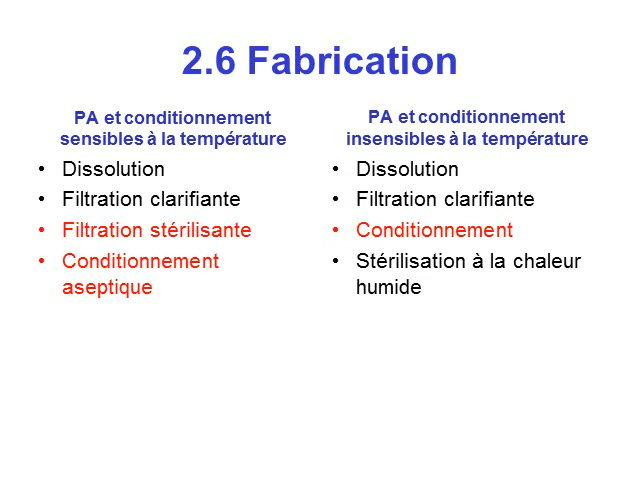 2.6 Fabrication
PA et conditionnement
sensibles à la température
• Dissolution
• Filtration clarifiante
• Filtration stérilisante
• Conditionnement
aseptique
PA et conditionnement
insensibles à la température
• Dissolution
• Filtration clarifiante
• Conditionnement
• Stérilisation à la chaleur
humide